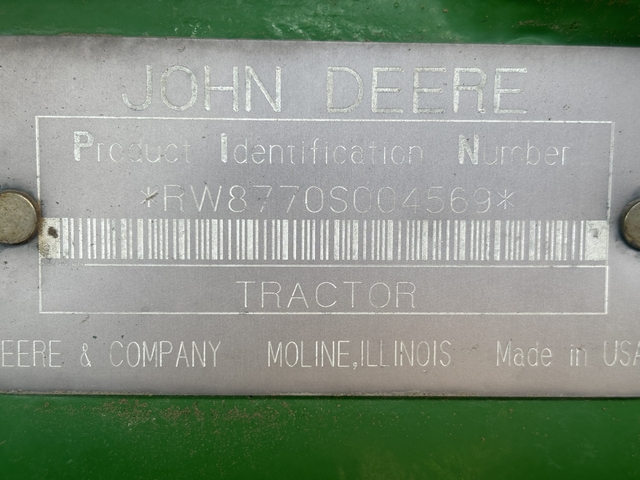 JOHN DEERE
Product Identification Number
*RW8770S004569*
TRACTOR
EERE & COMPANY MOLINE, ILLINOIS Made in USA